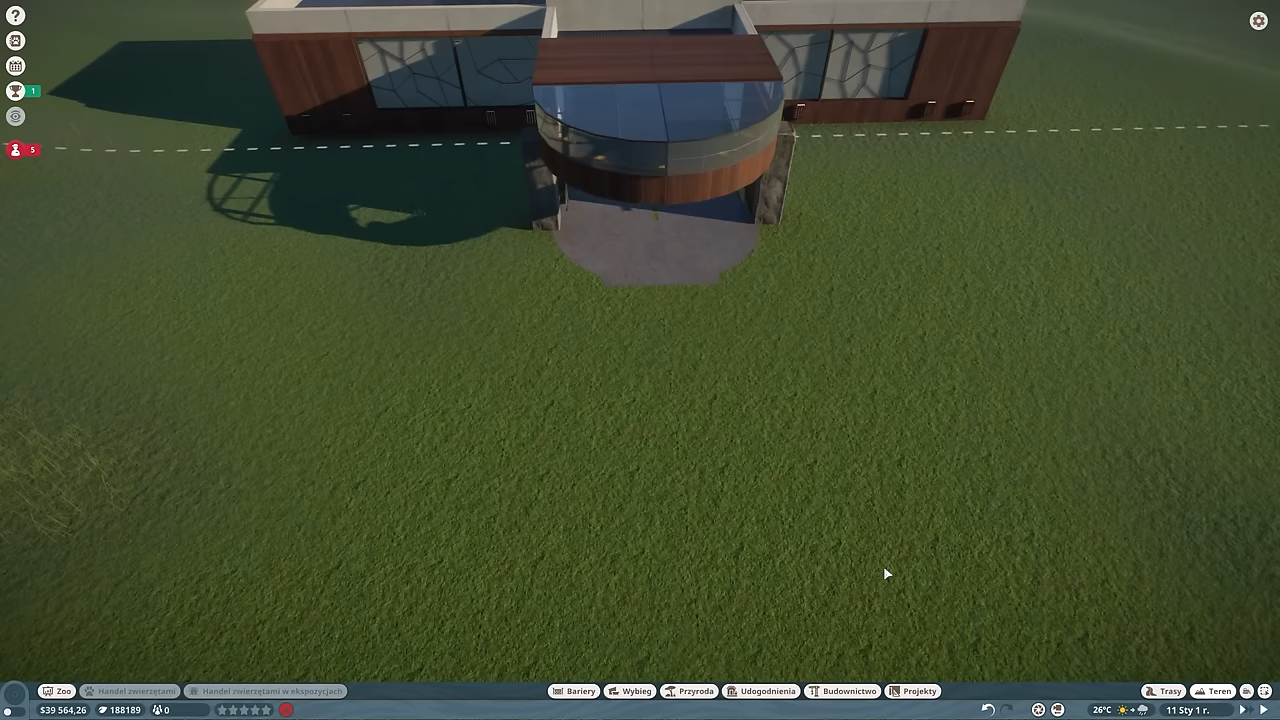 ?
1
5
Zoo
Handel zwierzętami
Handel zwierzętami w ekspozycjach
Bariery
Wybieg
Przyroda
Udogodnienia
Budownictwo
Projekty
Trasy
Teren
$39 564,26
188189
0
26°C
11 Sty 1 r.